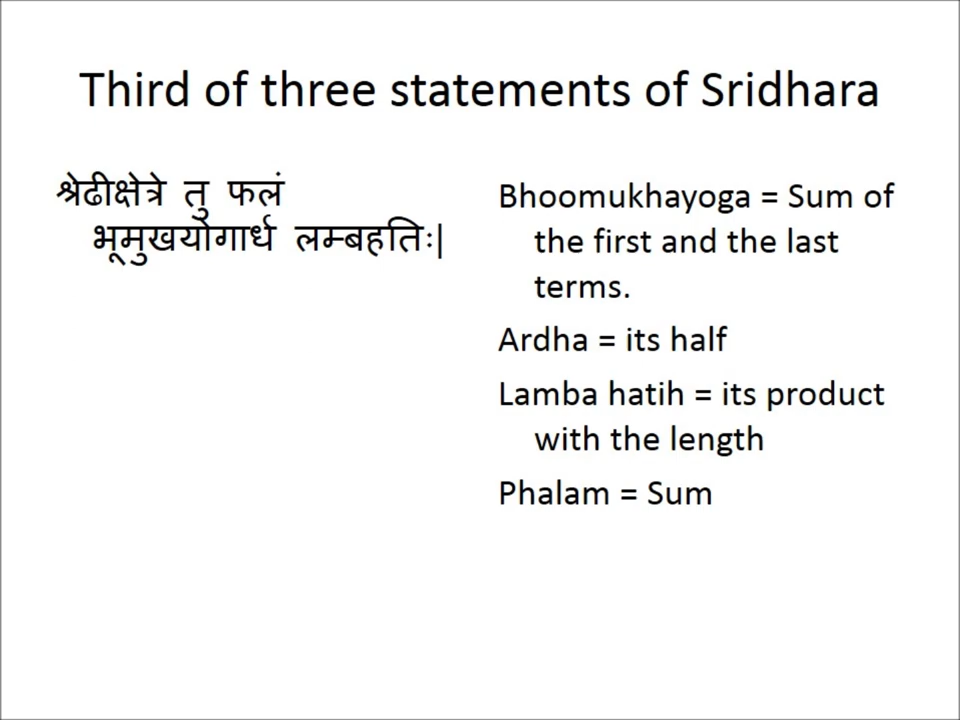 Third of three statements of Sridhara
श्रेढीक्षेत्रे तु फलं
भूमुखयोगार्ध लम्बहतिः|
Bhoomukhayoga = Sum of
the first and the last
terms.
Ardha = its half
Lamba hatih = its product
with the length
Phalam = Sum